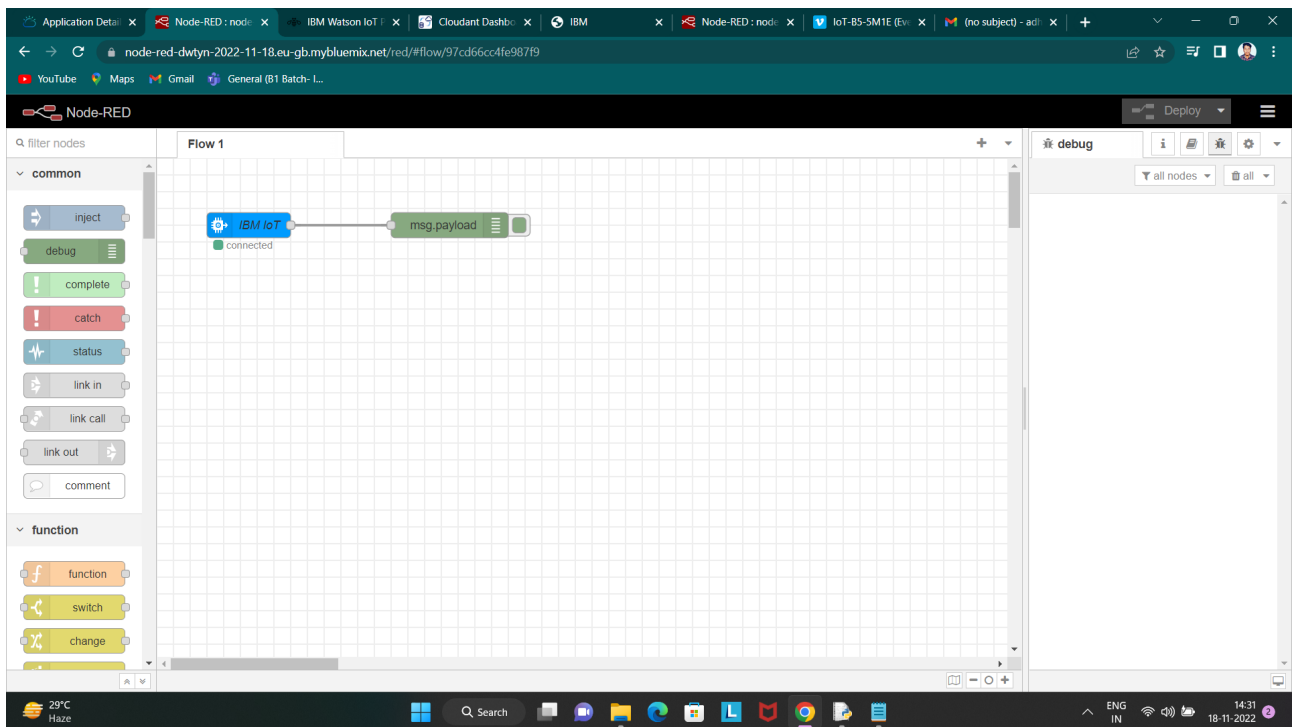 Application Detail
Node-RED : node
IBM Watson IoT P
Cloudant Dashbo
IBM
Node-RED : node
IoT-B5-5M1E (Eve
(no subject) - adh
node-red-dwtyn-2022-11-18.eu-gb.mybluemix.net/red/#flow/97cd66cc4fe987f9
YouTube Maps Gmail General (B1 Batch- I...
Node-RED
Deploy
filter nodes
Flow 1
debug
i
all nodes
all
common
inject
debug
complete
catch
status
link in
link call
link out
comment
function
function
switch
change
IBM IoT
connected
msg.payload
29°C
Haze
Search
ENG
IN
14:31
18-11-2022
2